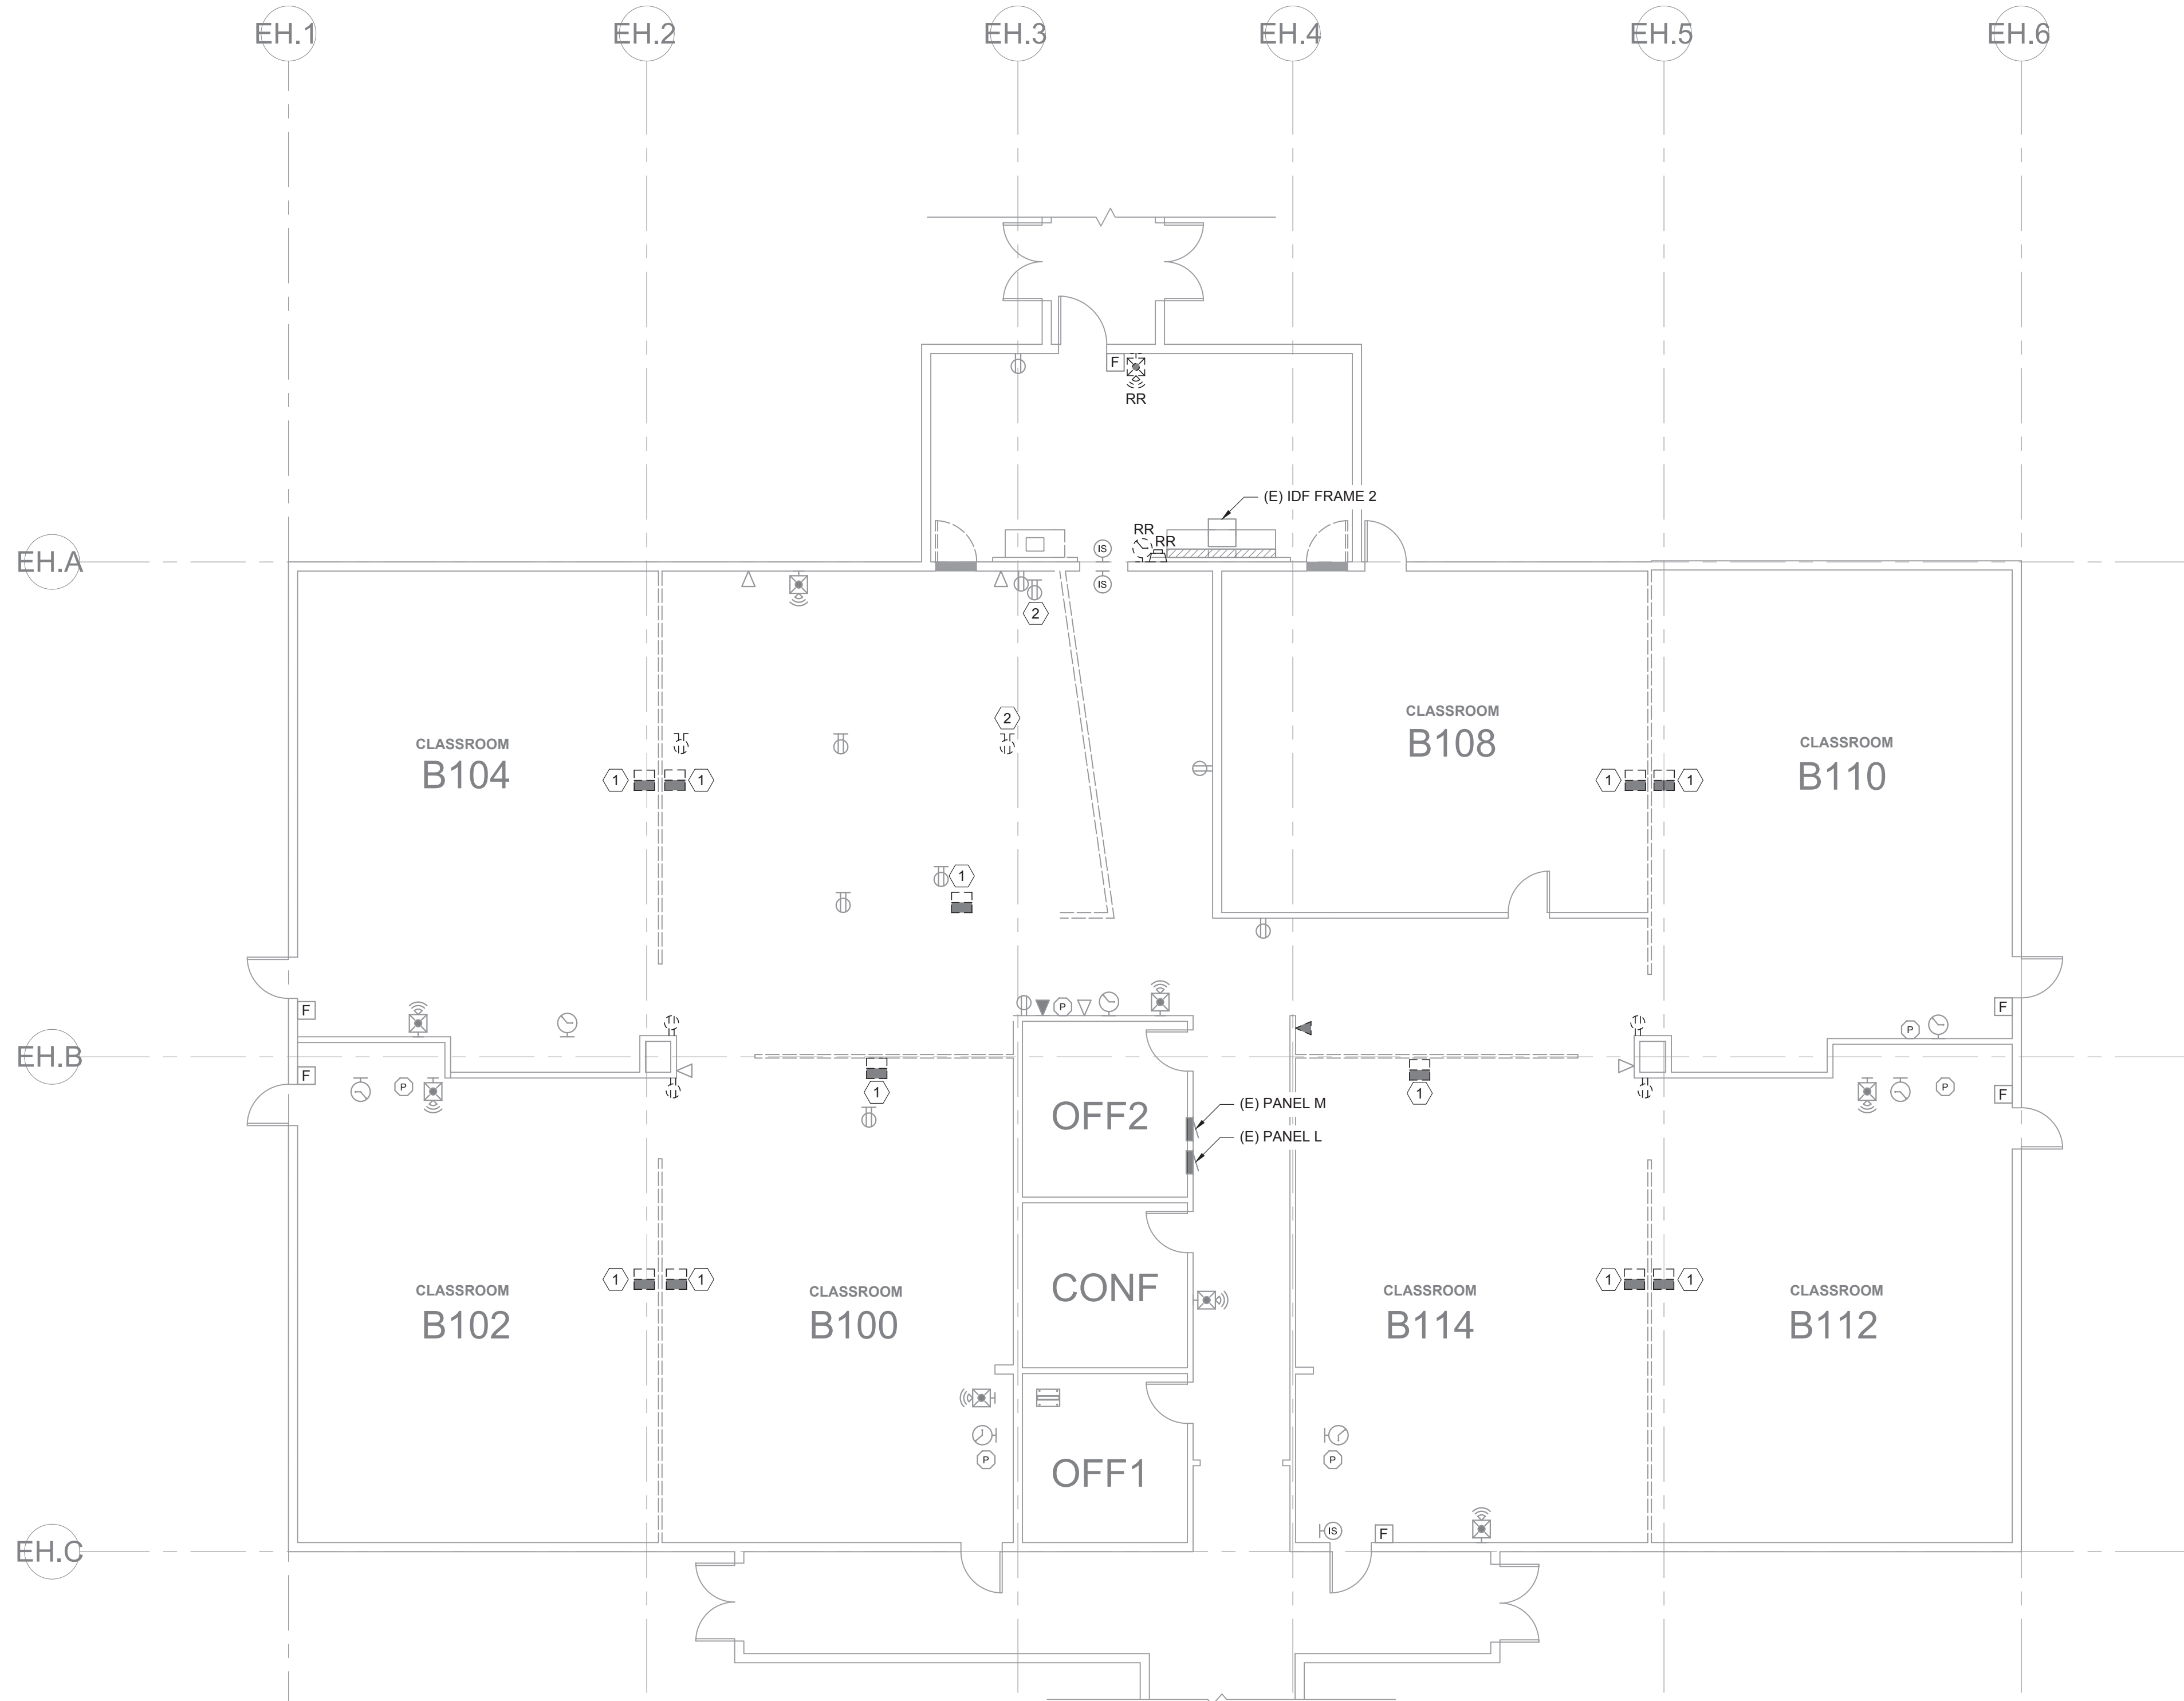 EH.1
EH.2
EH.3
EH.4
EH.5
EH.6
F
RR
(E) IDF FRAME 2
RR
RR
IS
EH.A
IS
2
CLASSROOM
B108
2
CLASSROOM
B104
CLASSROOM
B110
1
1
1
1
1
P
F
F
F
P
EH.B
F
P
P
F
1
1
(E) PANEL M
OFF2
(E) PANEL L
1
1
1
1
CONF
CLASSROOM
B102
CLASSROOM
B100
CLASSROOM
B114
CLASSROOM
B112
P
P
OFF1
IS
F
EH.C